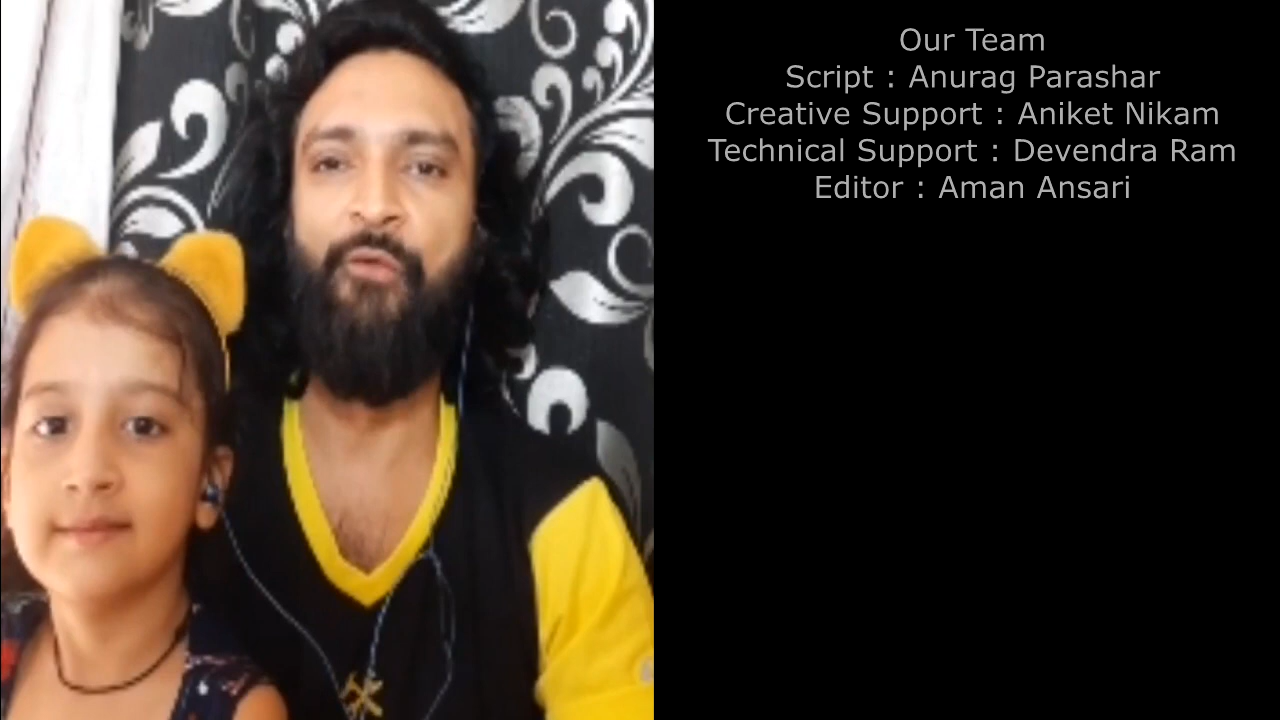 Our Team
Script : Anurag Parashar
Creative Support : Aniket Nikam
Technical Support : Devendra Ram
Editor : Aman Ansari